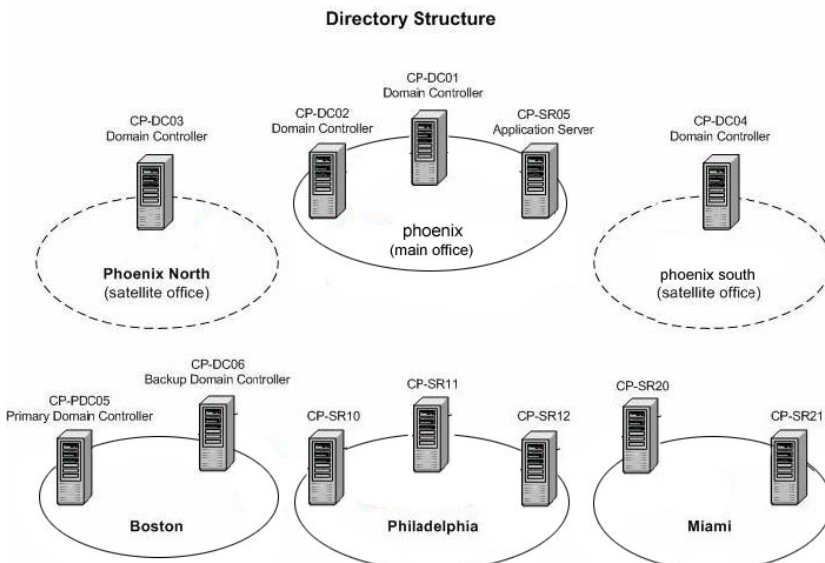 Directory Structure
CP-DC01
Domain Controller
CP-DC03
Domain Controller
CP-DC02
Domain Controller
CP-SR05
Application Server
CP-DC04
Domain Controller
Phoenix North
(satellite office)
phoenix
(main office)
phoenix south
(satellite office)
CP-PDC05
Primary Domain Controller
CP-DC06
Backup Domain Controller
CP-SR10
CP-SR11
CP-SR12
CP-SR20
CP-SR21
Boston
Philadelphia
Miami